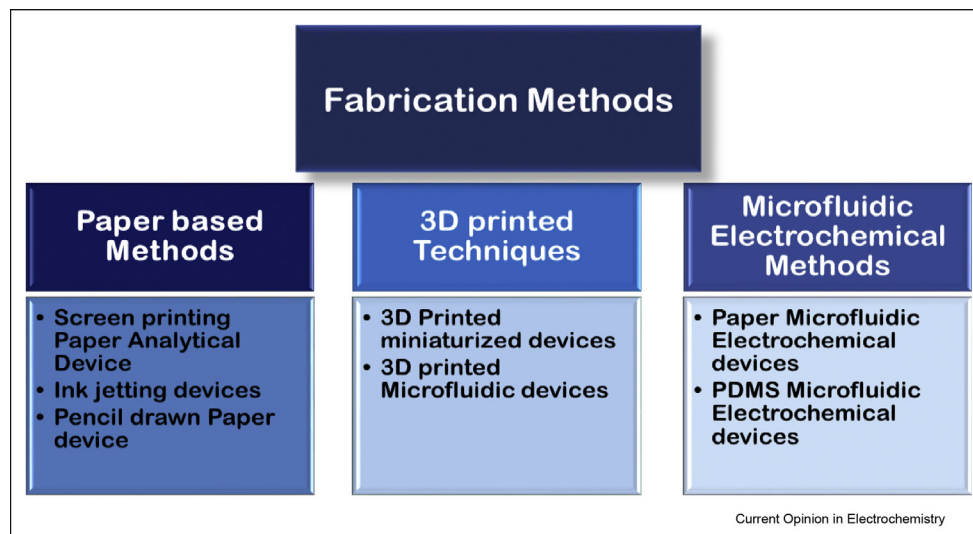 Fabrication Methods
Paper based
Methods
• Screen printing
Paper Analytical
Device
• Ink jetting devices
• Pencil drawn Paper
device
3D printed
Techniques
• 3D Printed
miniaturized devices
• 3D printed
Microfluidic devices
Microfluidic
Electrochemical
Methods
• Paper Microfluidic
Electrochemical
devices
• PDMS Microfluidic
Electrochemical
devices
Current Opinion in Electrochemistry